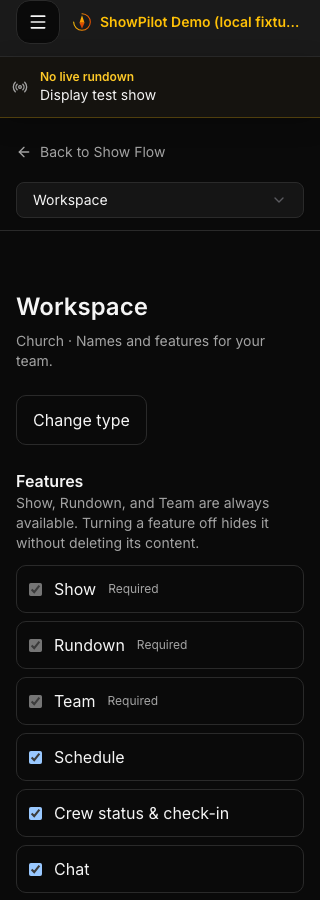 ShowPilot Demo (local fixtu...
No live rundown
Display test show
Back to Show Flow
Workspace
Workspace
Church · Names and features for your
team.
Change type
Features
Show, Rundown, and Team are always
available. Turning a feature off hides it
without deleting its content.
Show Required
Rundown Required
Team Required
Schedule
Crew status & check-in
Chat